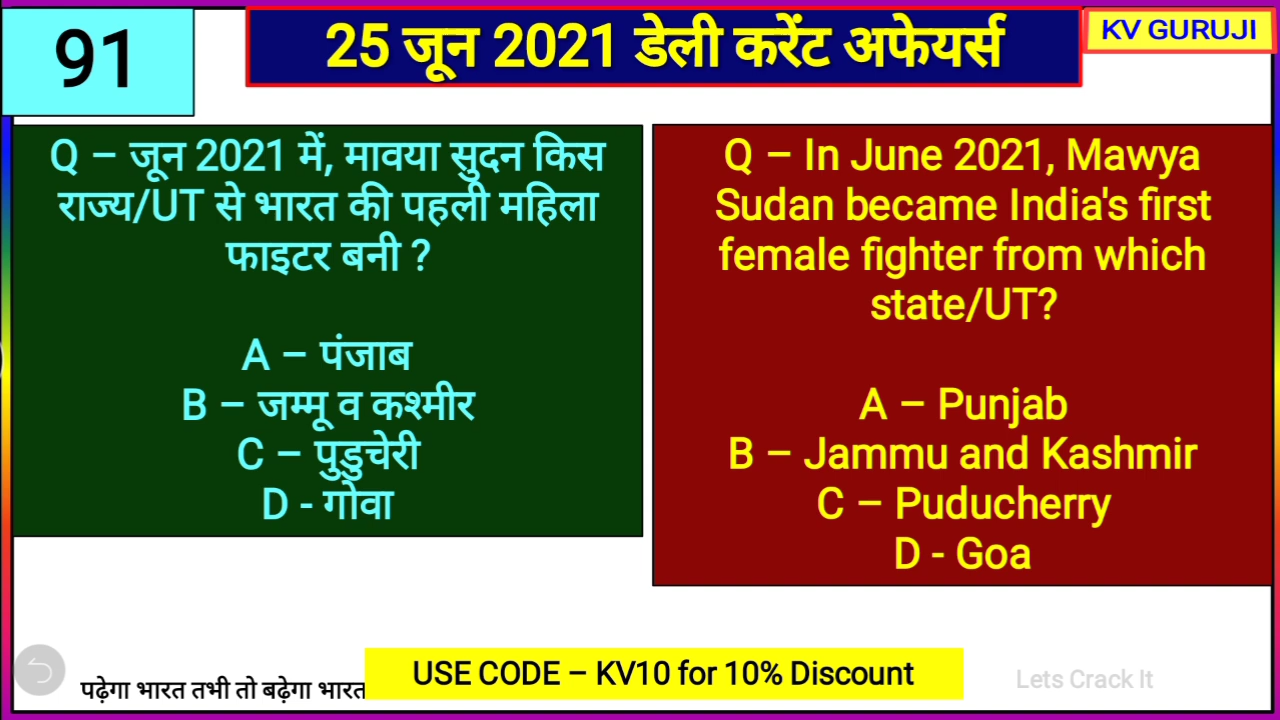 91
25 जून 2021 डेली करेंट अफेयर्स
KV GURUJI
Q – जून 2021 में, मावया सुदन किस
राज्य/UT से भारत की पहली महिला
फाइटर बनी ?
A – पंजाब
B – जम्मू व कश्मीर
C – पुडुचेरी
D - गोवा
Q – In June 2021, Mawya
Sudan became India's first
female fighter from which
state/UT?
A – Punjab
B – Jammu and Kashmir
C – Puducherry
D - Goa
पढ़ेगा भारत तभी तो बढ़ेगा भारत
USE CODE – KV10 for 10% Discount
Lets Crack It